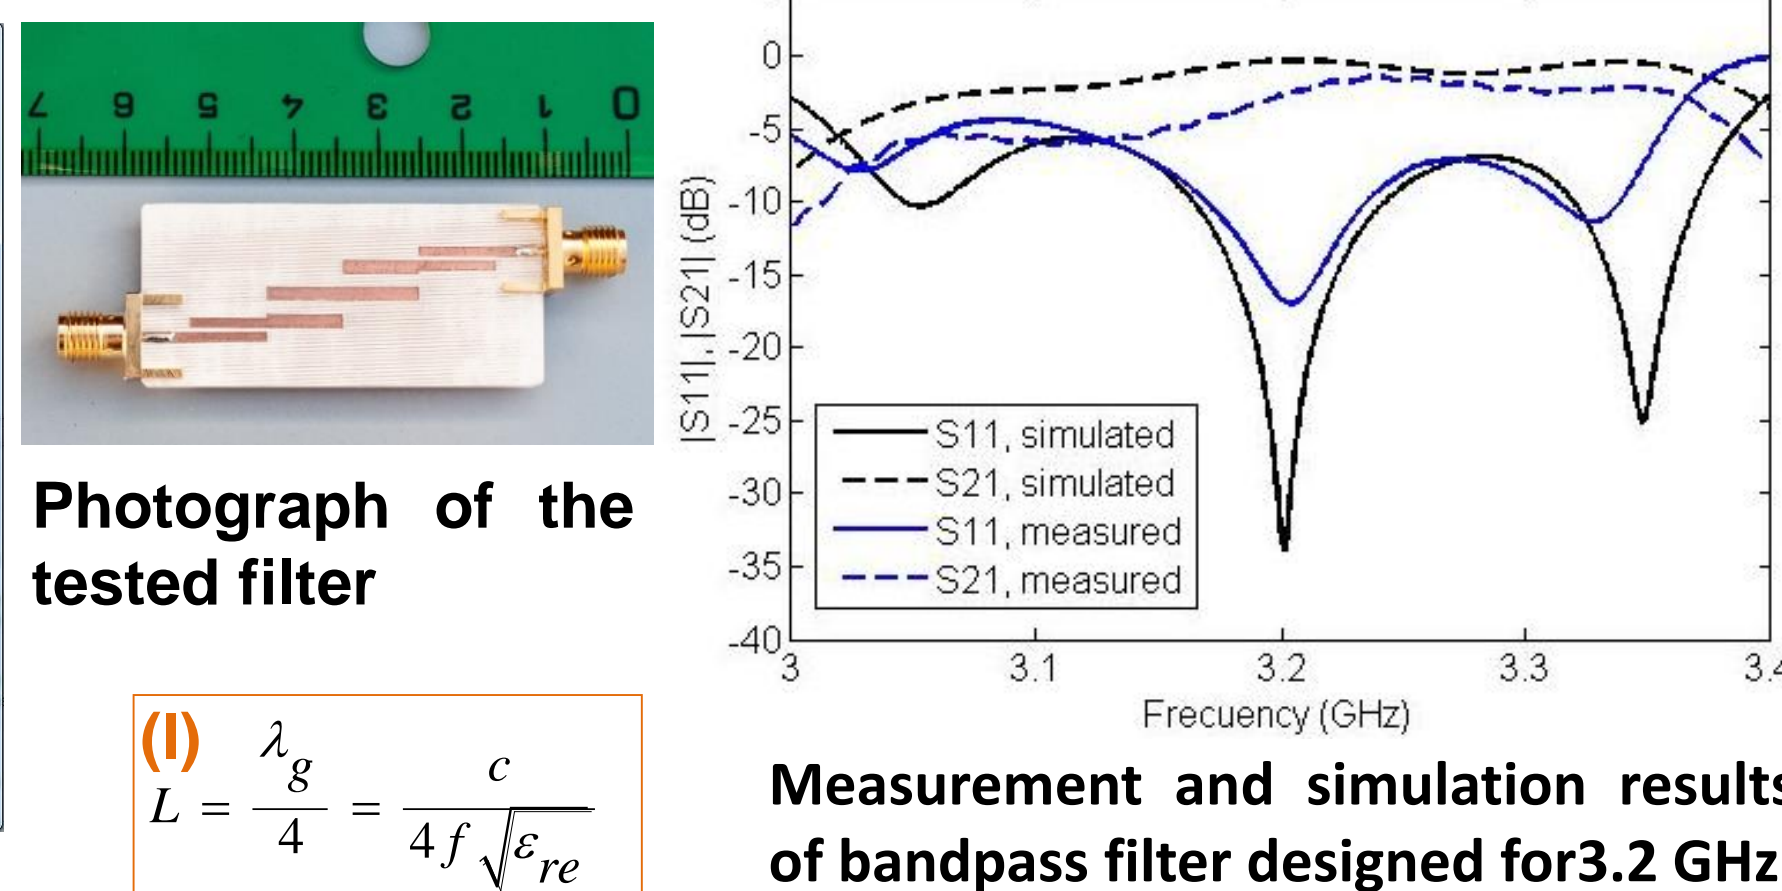 7 6 5 4 3 2 1 0
Photograph of the
tested filter
(I)
L = λg / 4 = c / 4f√εre
|S11|, |S21| (dB)
0
-5
-10
-15
-20
-25
-30
-35
-40
S11, simulated
S21, simulated
S11, measured
S21, measured
3 3.1 3.2 3.3 3.4
Frecuency (GHz)
Measurement and simulation results
of bandpass filter designed for3.2 GHz